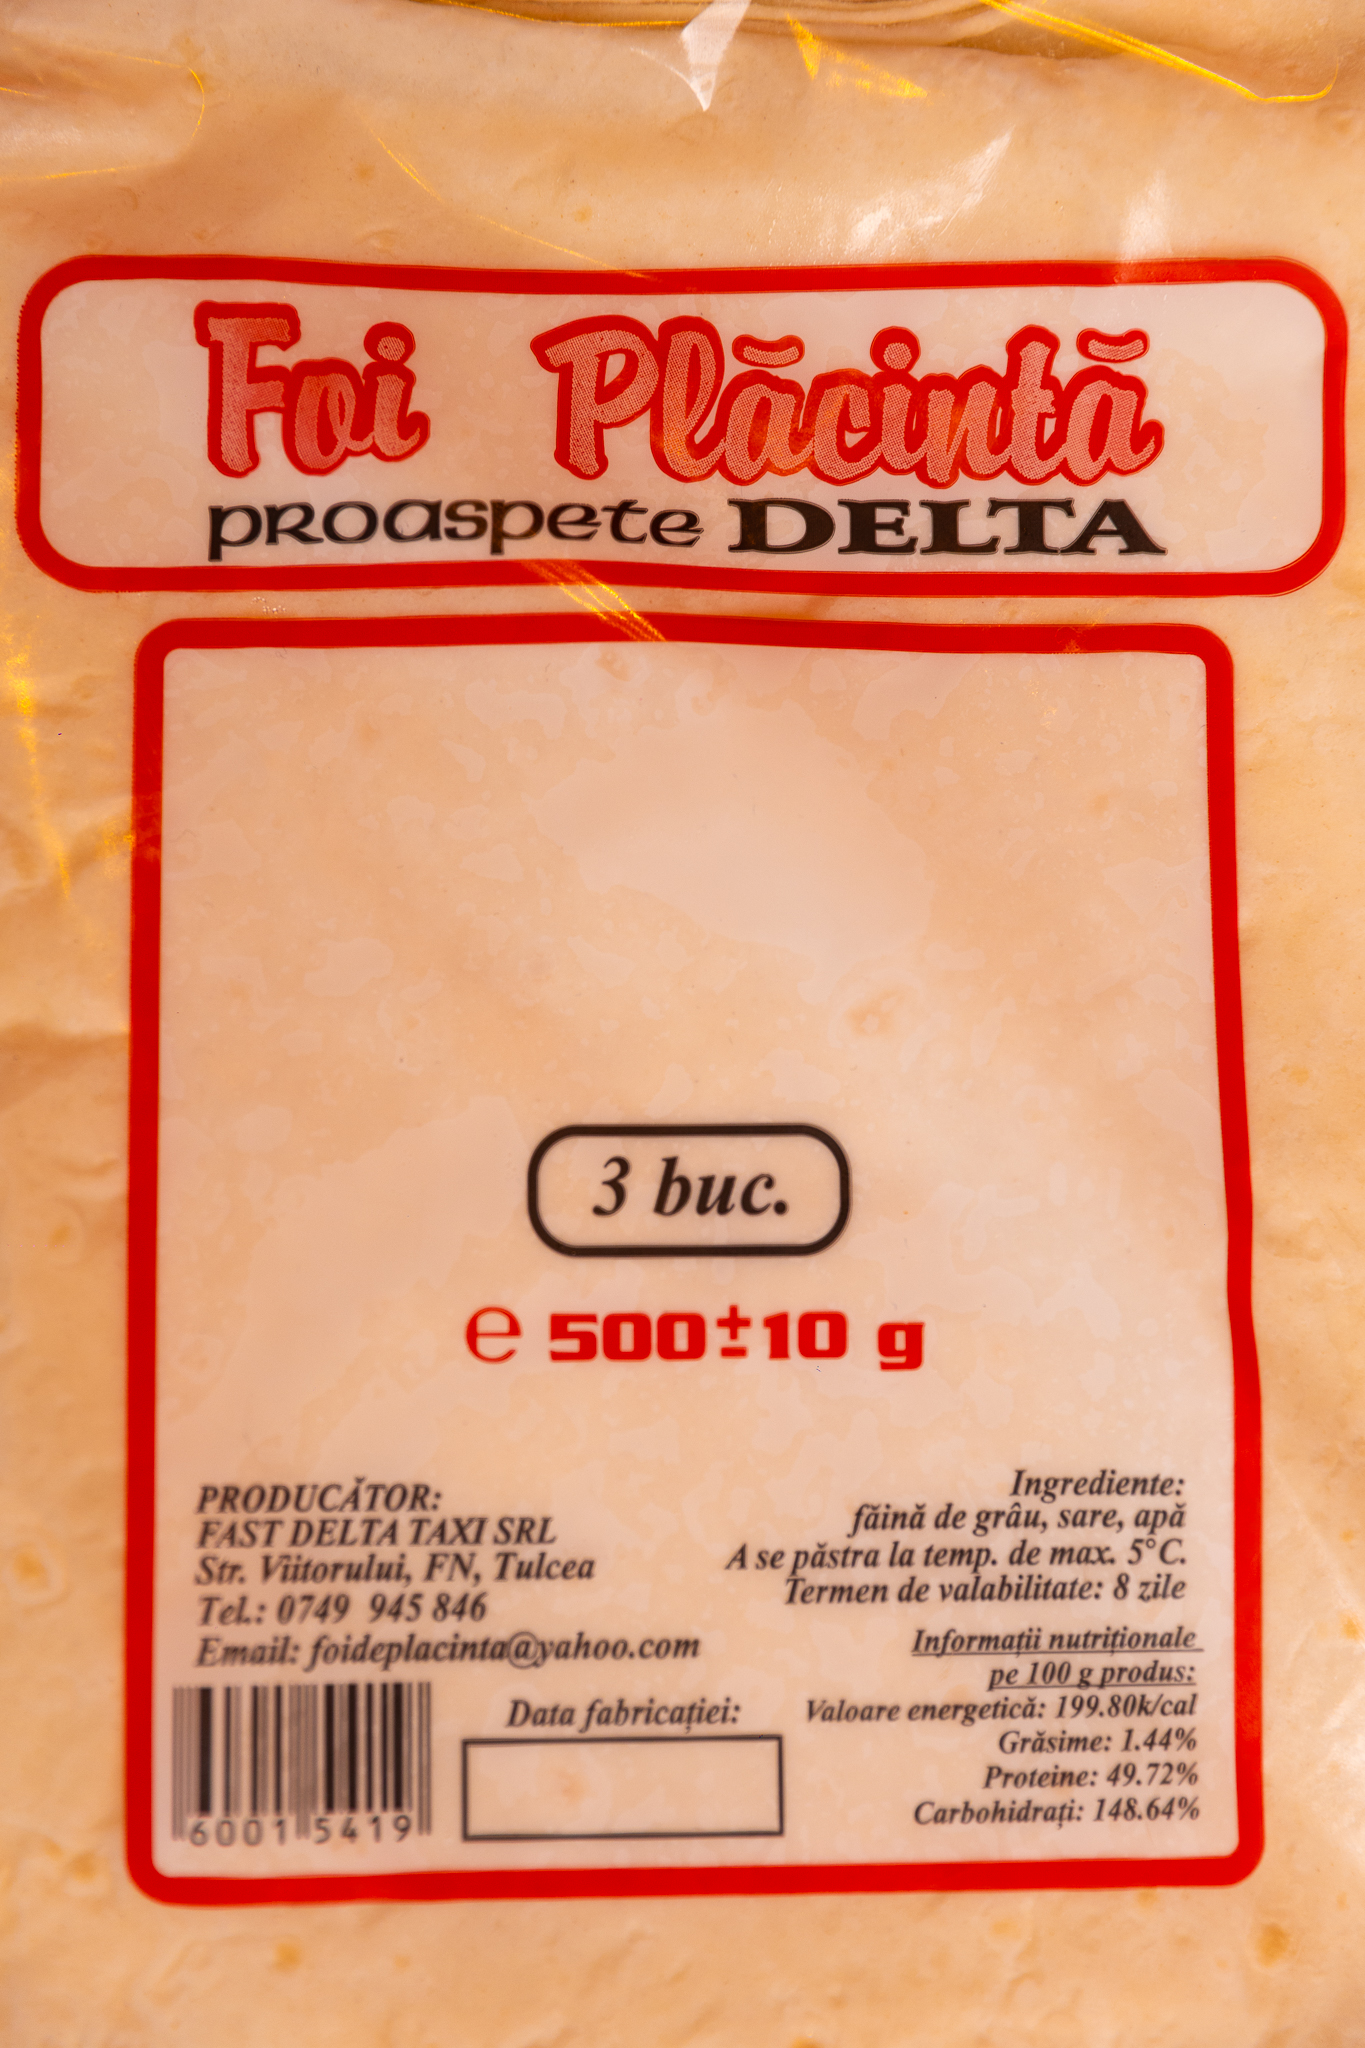 Foi Plăcintă
proaspete DELTA
3 buc.
℮ 500±10 g
PRODUCĂTOR:
FAST DELTA TAXI SRL
Str. Viitorului, FN, Tulcea
Tel.: 0749 945 846
Email: foideplacinta@yahoo.com
6001 5419
Data fabricației:
Ingrediente:
făină de grâu, sare, apă
A se păstra la temp. de max. 5°C.
Termen de valabilitate: 8 zile
Informații nutriționale
pe 100 g produs:
Valoare energetică: 199.80k/cal
Grăsime: 1.44%
Proteine: 49.72%
Carbohidrați: 148.64%